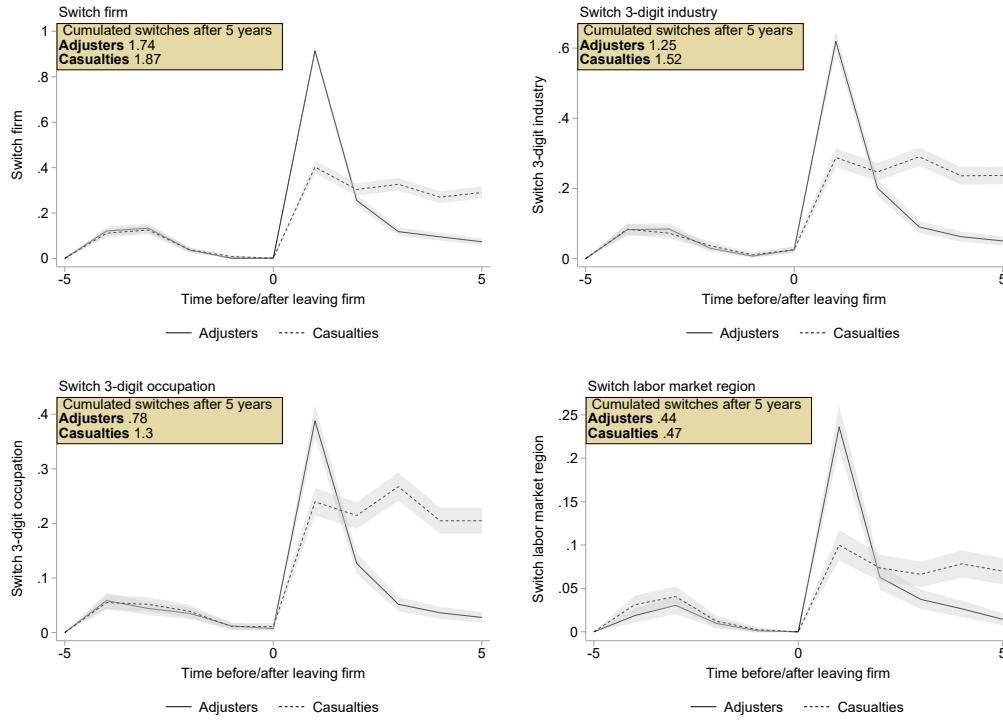 Switch firm
Cumulated switches after 5 years
Adjusters 1.74
Casualties 1.87
1
.8
.6
.4
.2
0
Switch firm
-5
0
5
Time before/after leaving firm
Adjusters
Casualties
Switch 3-digit industry
Cumulated switches after 5 years
Adjusters 1.25
Casualties 1.52
.6
.4
.2
0
Switch 3-digit industry
-5
0
5
Time before/after leaving firm
Adjusters
Casualties
Switch 3-digit occupation
Cumulated switches after 5 years
Adjusters .78
Casualties 1.3
.4
.3
.2
.1
0
Switch 3-digit occupation
-5
0
5
Time before/after leaving firm
Adjusters
Casualties
Switch labor market region
Cumulated switches after 5 years
Adjusters .44
Casualties .47
.25
.2
.15
.1
.05
0
Switch labor market region
-5
0
5
Time before/after leaving firm
Adjusters
Casualties